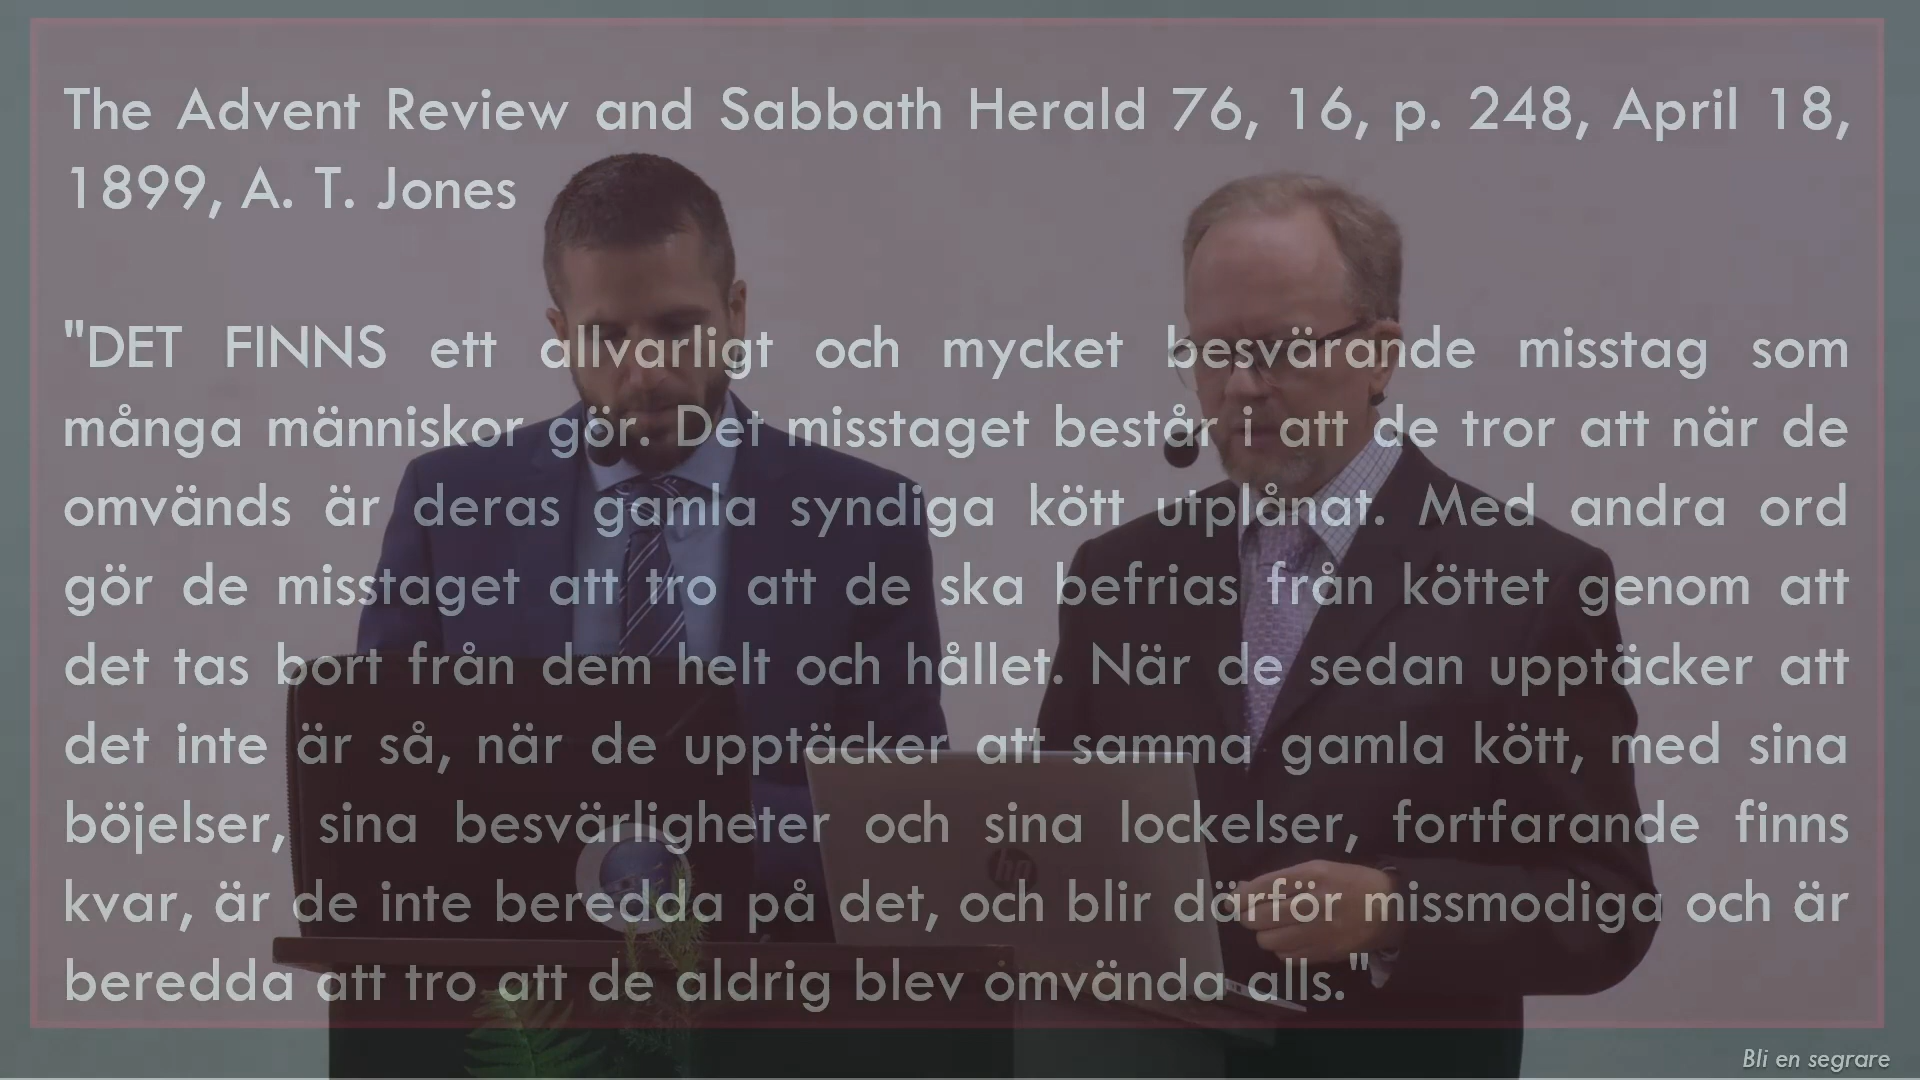 The Advent Review and Sabbath Herald 76, 16, p. 248, April 18,
1899, A. T. Jones
"DET FINNS ett allvarligt och mycket besvärande misstag som
många människor gör. Det misstaget består i att de tror att när de
omvänds är deras gamla syndiga kött utplånat. Med andra ord
gör de misstaget att tro att de ska befrias från köttet genom att
det tas bort från dem helt och hållet. När de sedan upptäcker att
det inte är så, när de upptäcker att samma gamla kött, med sina
böjelser, sina besvärligheter och sina lockelser, fortfarande finns
kvar, är de inte beredda på det, och blir därför missmodiga och är
beredda att tro att de aldrig blev omvända alls."
hp
Bli en segrare